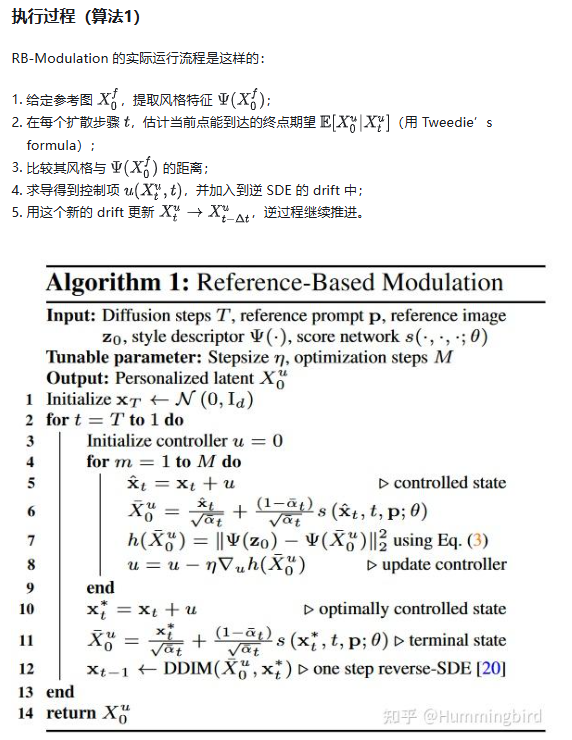 执行过程（算法1）
RB-Modulation 的实际运行流程是这样的：
1. 给定参考图 $X_0^f$，提取风格特征 $\Psi(X_0^f)$；
2. 在每个扩散步骤 $t$，估计当前点能到达的终点期望 $\mathbb{E}[X_0^u|X_t^u]$（用 Tweedie’s
formula）；
3. 比较其风格与 $\Psi(X_0^f)$ 的距离；
4. 求导得到控制项 $u(X_t^u, t)$，并加入到逆 SDE 的 drift 中；
5. 用这个新的 drift 更新 $X_t^u \to X_{t-\Delta t}^u$，逆过程继续推进。
Algorithm 1: Reference-Based Modulation
Input: Diffusion steps $T$, reference prompt $\mathbf{p}$, reference image
$\mathbf{z}_0$, style descriptor $\Psi(\cdot)$, score network $s(\cdot,\cdot,\cdot;\theta)$
Tunable parameter: Stepsize $\eta$, optimization steps $M$
Output: Personalized latent $X_0^u$
1 Initialize $\mathbf{x}_T \leftarrow \mathcal{N}(0, \mathrm{I}_d)$
2 for $t = T$ to 1 do
3 Initialize controller $u = 0$
4 for $m = 1$ to $M$ do
5 $\hat{\mathbf{x}}_t = \mathbf{x}_t + u$ ▷ controlled state
6 $\bar{X}_0^u = \frac{\hat{\mathbf{x}}_t}{\sqrt{\bar{\alpha}_t}} + \frac{(1-\bar{\alpha}_t)}{\sqrt{\bar{\alpha}_t}} s(\hat{\mathbf{x}}_t, t, \mathbf{p}; \theta)$
7 $h(\bar{X}_0^u) = \|\Psi(\mathbf{z}_0) - \Psi(\bar{X}_0^u)\|_2^2$ using Eq. (3)
8 $u = u - \eta\nabla_u h(\bar{X}_0^u)$ ▷ update controller
9 end
10 $\mathbf{x}_t^* = \mathbf{x}_t + u$ ▷ optimally controlled state
11 $\bar{X}_0^u = \frac{\mathbf{x}_t^*}{\sqrt{\bar{\alpha}_t}} + \frac{(1-\bar{\alpha}_t)}{\sqrt{\bar{\alpha}_t}} s(\mathbf{x}_t^*, t, \mathbf{p}; \theta)$ ▷ terminal state
12 $\mathbf{x}_{t-1} \leftarrow \mathrm{DDIM}(\bar{X}_0^u, \mathbf{x}_t^*)$ ▷ one step reverse-SDE [20]
13 end
14 return $X_0^u$
知乎 @Hummingbird